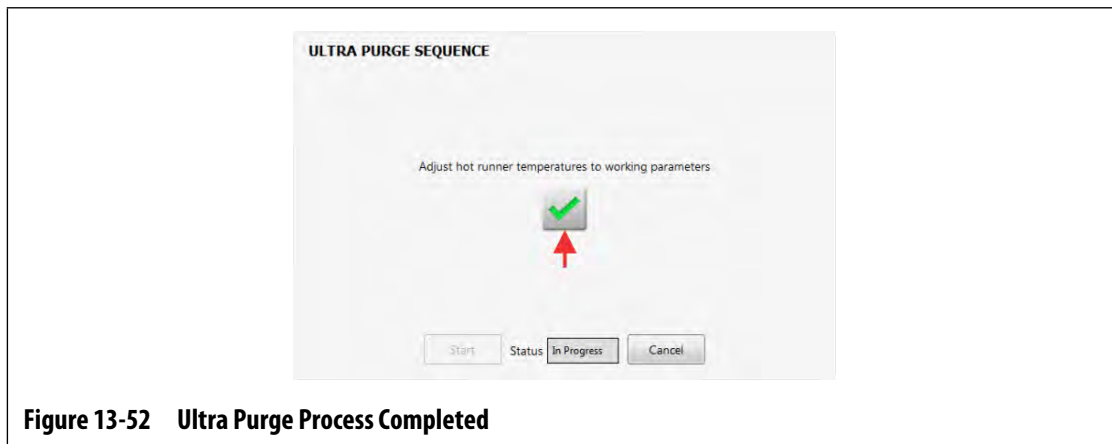 ULTRA PURGE SEQUENCE
Adjust hot runner temperatures to working parameters
Start Status In Progress Cancel
Figure 13-52 Ultra Purge Process Completed